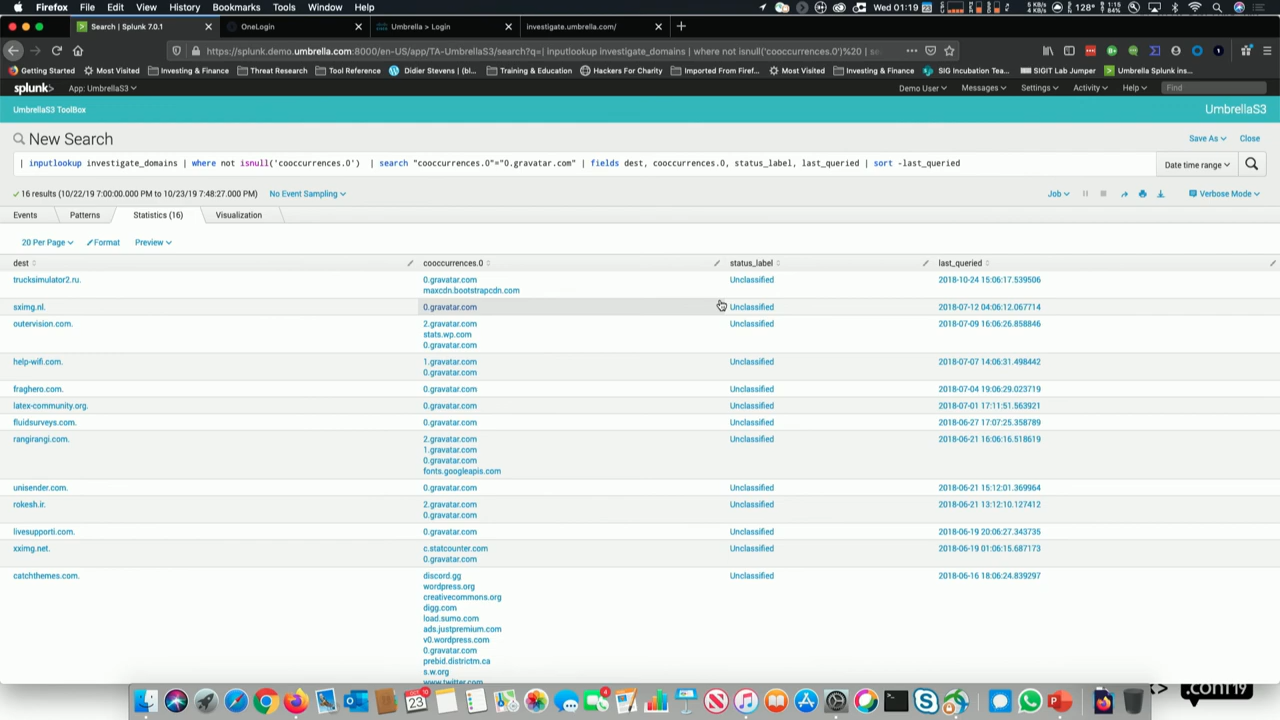 Firefox File Edit View History Bookmarks Tools Window Help
128° Wed 01:19
Search | Splunk 7.0.1 OneLogin Umbrella > Login investigate.umbrella.com/
https://splunk.demo.umbrella.com:8000/en-US/app/TA-UmbrellaS3/search?q=| inputlookup investigate_domains | where not isnull('cooccurrences.0')%20 | se
Getting Started Most Visited Investing & Finance Threat Research Tool Reference Didier Stevens | (bl... Training & Education Hackers For Charity Imported From Firef... Most Visited Investing & Finance SIG Incubation Tea... SIGIT Lab Jumper Umbrella Splunk ins...
splunk> App: UmbrellaS3 Demo User Messages Settings Activity Help Find
UmbrellaS3 ToolBox UmbrellaS3
New Search Save As Close
| inputlookup investigate_domains | where not isnull('cooccurrences.0') | search "cooccurrences.0"="0.gravatar.com" | fields dest, cooccurrences.0, status_label, last_queried | sort -last_queried Date time range
16 results (10/22/19 7:00:00.000 PM to 10/23/19 7:48:27.000 PM) No Event Sampling Job Verbose Mode
Events Patterns Statistics (16) Visualization
20 Per Page Format Preview
dest cooccurrences.0 status_label last_queried
trucksimulator2.ru. 0.gravatar.com Unclassified 2018-10-24 15:06:17.539506
maxcdn.bootstrapcdn.com
sximg.nl. 0.gravatar.com Unclassified 2018-07-12 04:06:12.067714
outervision.com. 2.gravatar.com Unclassified 2018-07-09 16:06:26.858846
stats.wp.com
0.gravatar.com
help-wifi.com. 1.gravatar.com Unclassified 2018-07-07 14:06:31.498442
0.gravatar.com
fraghero.com. 0.gravatar.com Unclassified 2018-07-04 19:06:29.023719
latex-community.org. 0.gravatar.com Unclassified 2018-07-01 17:11:51.563921
fluidsurveys.com. 0.gravatar.com Unclassified 2018-06-27 17:07:25.358789
rangirangi.com. 2.gravatar.com Unclassified 2018-06-21 16:06:16.518619
1.gravatar.com
0.gravatar.com
fonts.googleapis.com
unisender.com. 0.gravatar.com Unclassified 2018-06-21 15:12:01.369964
rokesh.ir. 2.gravatar.com Unclassified 2018-06-21 13:12:10.127412
0.gravatar.com
livesupporti.com. 0.gravatar.com Unclassified 2018-06-19 20:06:27.343735
xximg.net. c.statcounter.com Unclassified 2018-06-19 01:06:15.687173
0.gravatar.com
catchthemes.com. discord.gg Unclassified 2018-06-16 18:06:24.839297
wordpress.org
creativecommons.org
digg.com
load.sumo.com
ads.justpremium.com
v0.wordpress.com
0.gravatar.com
prebid.districtm.ca
s.w.org
www.twitter.com
.conf19